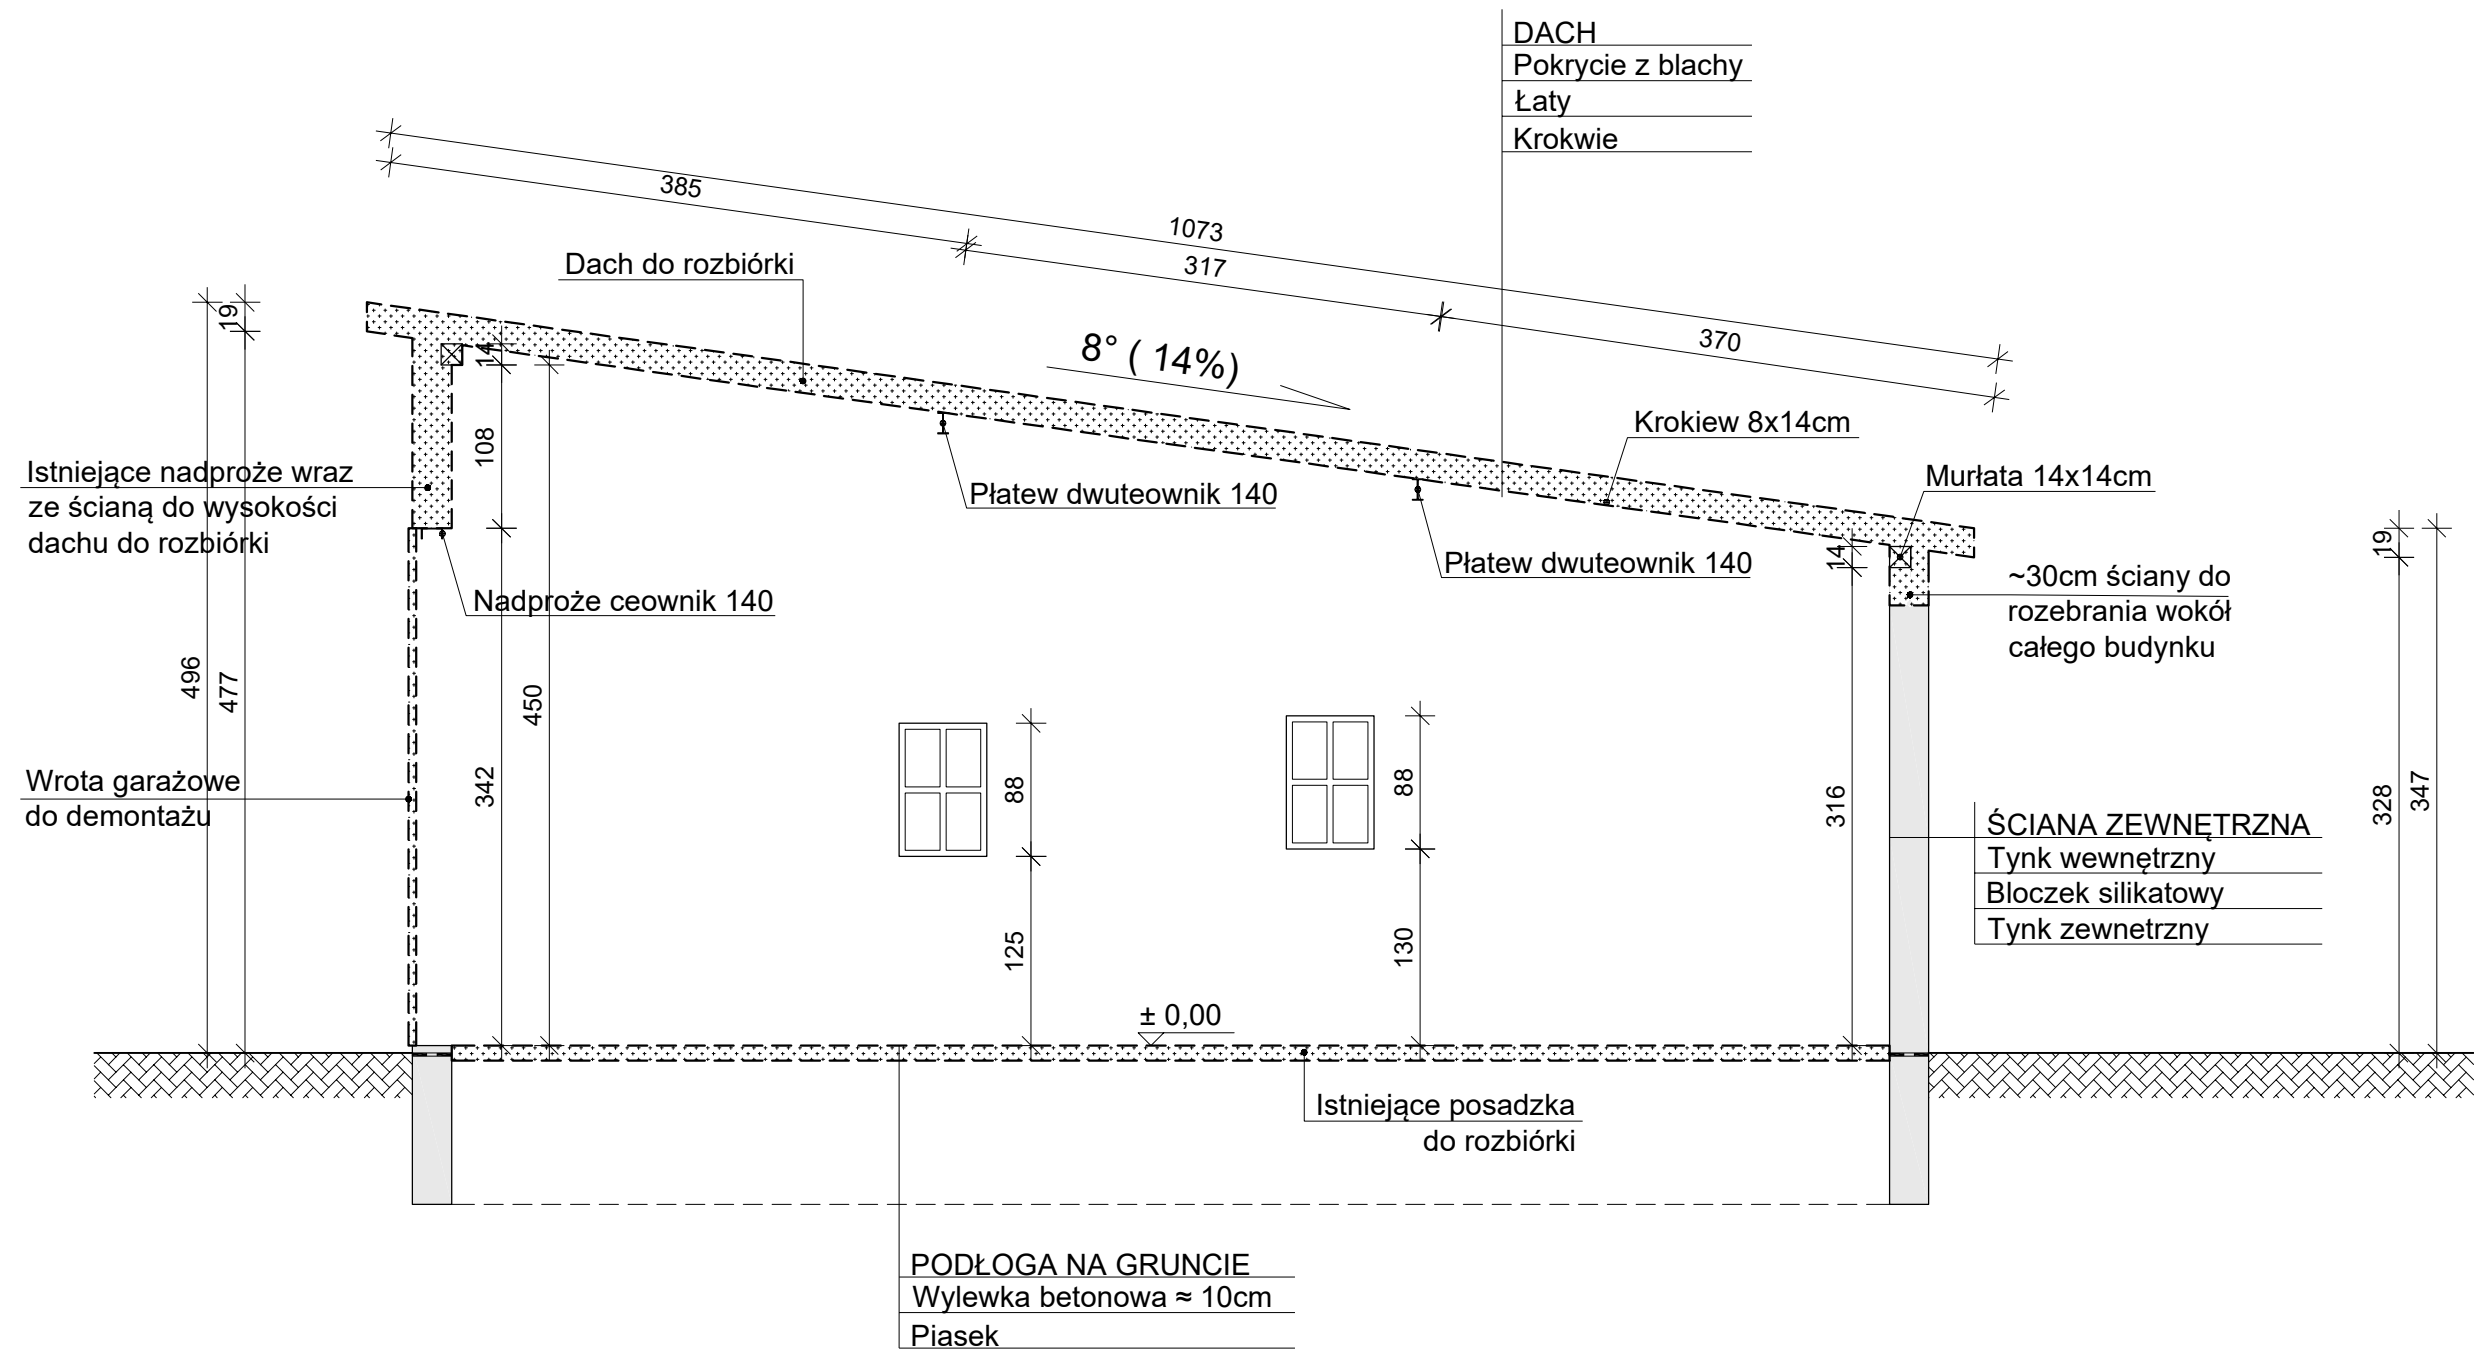 DACH
Pokrycie z blachy
Łaty
Krokwie
385
1073
317
370
Dach do rozbiórki
8° ( 14%)
19
14
108
Krokiew 8x14cm
Murłata 14x14cm
Istniejące nadproże wraz
ze ścianą do wysokości
dachu do rozbiórki
Płatew dwuteownik 140
Płatew dwuteownik 140
Nadproże ceownik 140
14
19
~30cm ściany do
rozebrania wokół
całego budynku
496
477
450
342
88
88
316
328
347
Wrota garażowe
do demontażu
ŚCIANA ZEWNĘTRZNA
Tynk wewnętrzny
Bloczek silikatowy
Tynk zewnetrzny
125
130
± 0,00
Istniejące posadzka
do rozbiórki
PODŁOGA NA GRUNCIE
Wylewka betonowa ≈ 10cm
Piasek